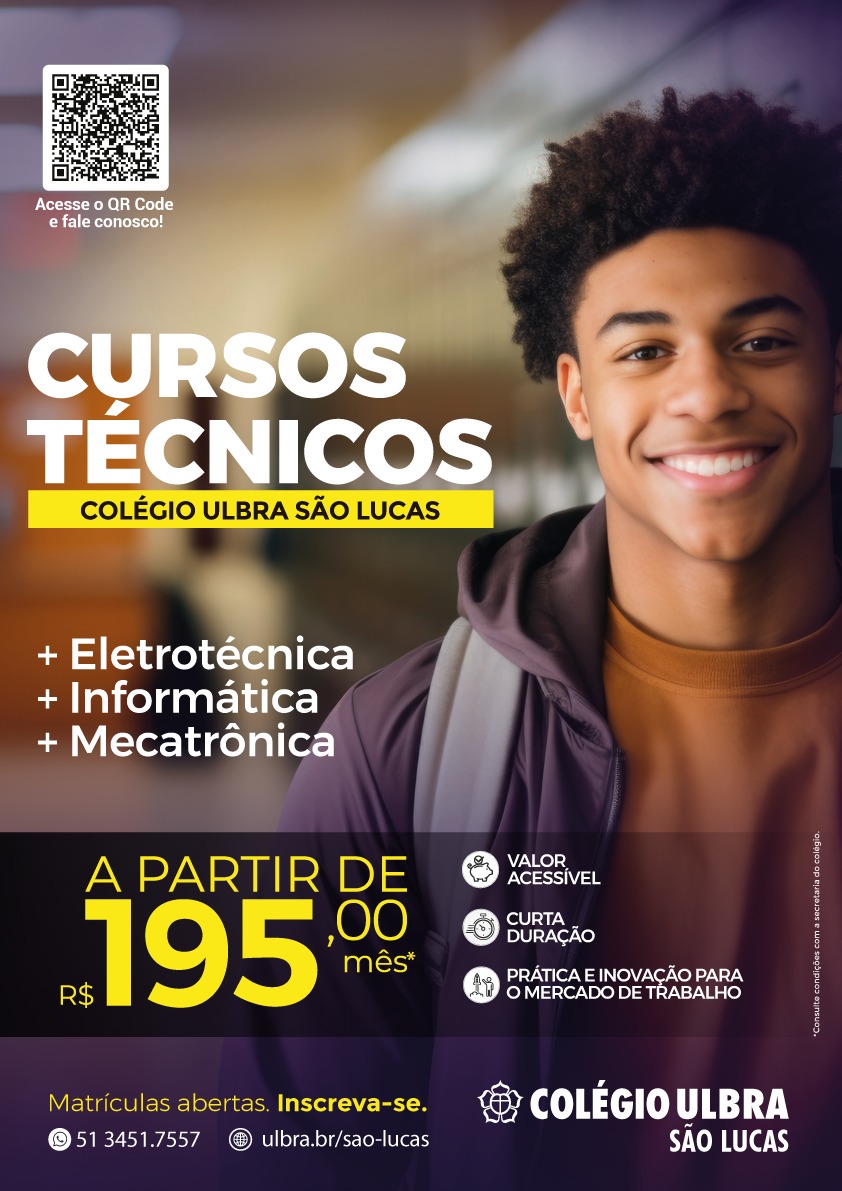 Acesse o QR Code
e fale conosco!
CURSOS
TÉCNICOS
COLÉGIO ULBRA SÃO LUCAS
+ Eletrotécnica
+ Informática
+ Mecatrônica
A PARTIR DE
R$ 195,00
mês*
VALOR
ACESSÍVEL
CURTA
DURAÇÃO
PRÁTICA E INOVAÇÃO PARA
O MERCADO DE TRABALHO
*Consulte condições com a secretaria do colégio.
Matrículas abertas. Inscreva-se.
51 3451.7557 ulbra.br/sao-lucas
COLÉGIO ULBRA
SÃO LUCAS